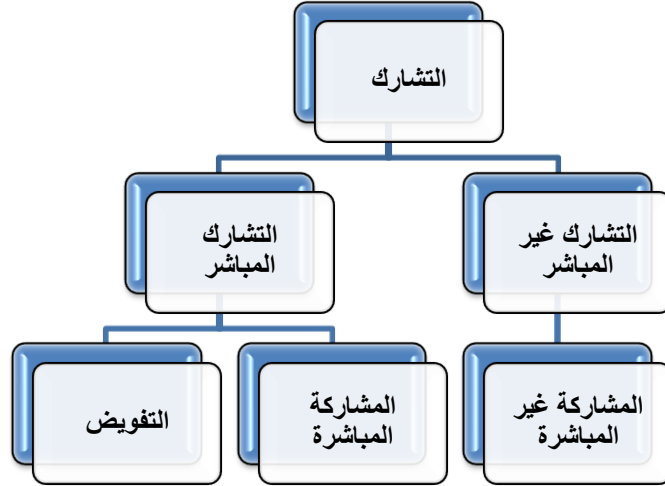 التشارك
التشارك غير
المباشر
التشارك
المباشر
المشاركة غير
المباشرة
المشاركة
المباشرة
التفويض